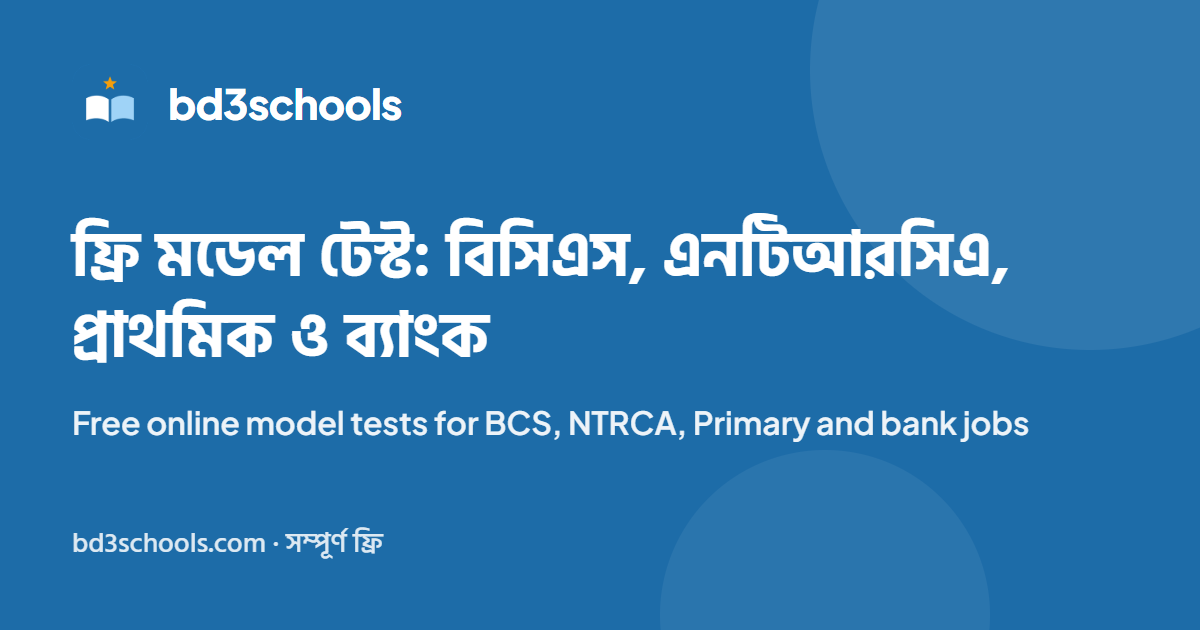 bd3schools
ফ্রি মডেল টেস্ট: বিসিএস, এনটিআরসিএ,
প্রাথমিক ও ব্যাংক
Free online model tests for BCS, NTRCA, Primary and bank jobs
bd3schools.com · সম্পূর্ণ ফ্রি